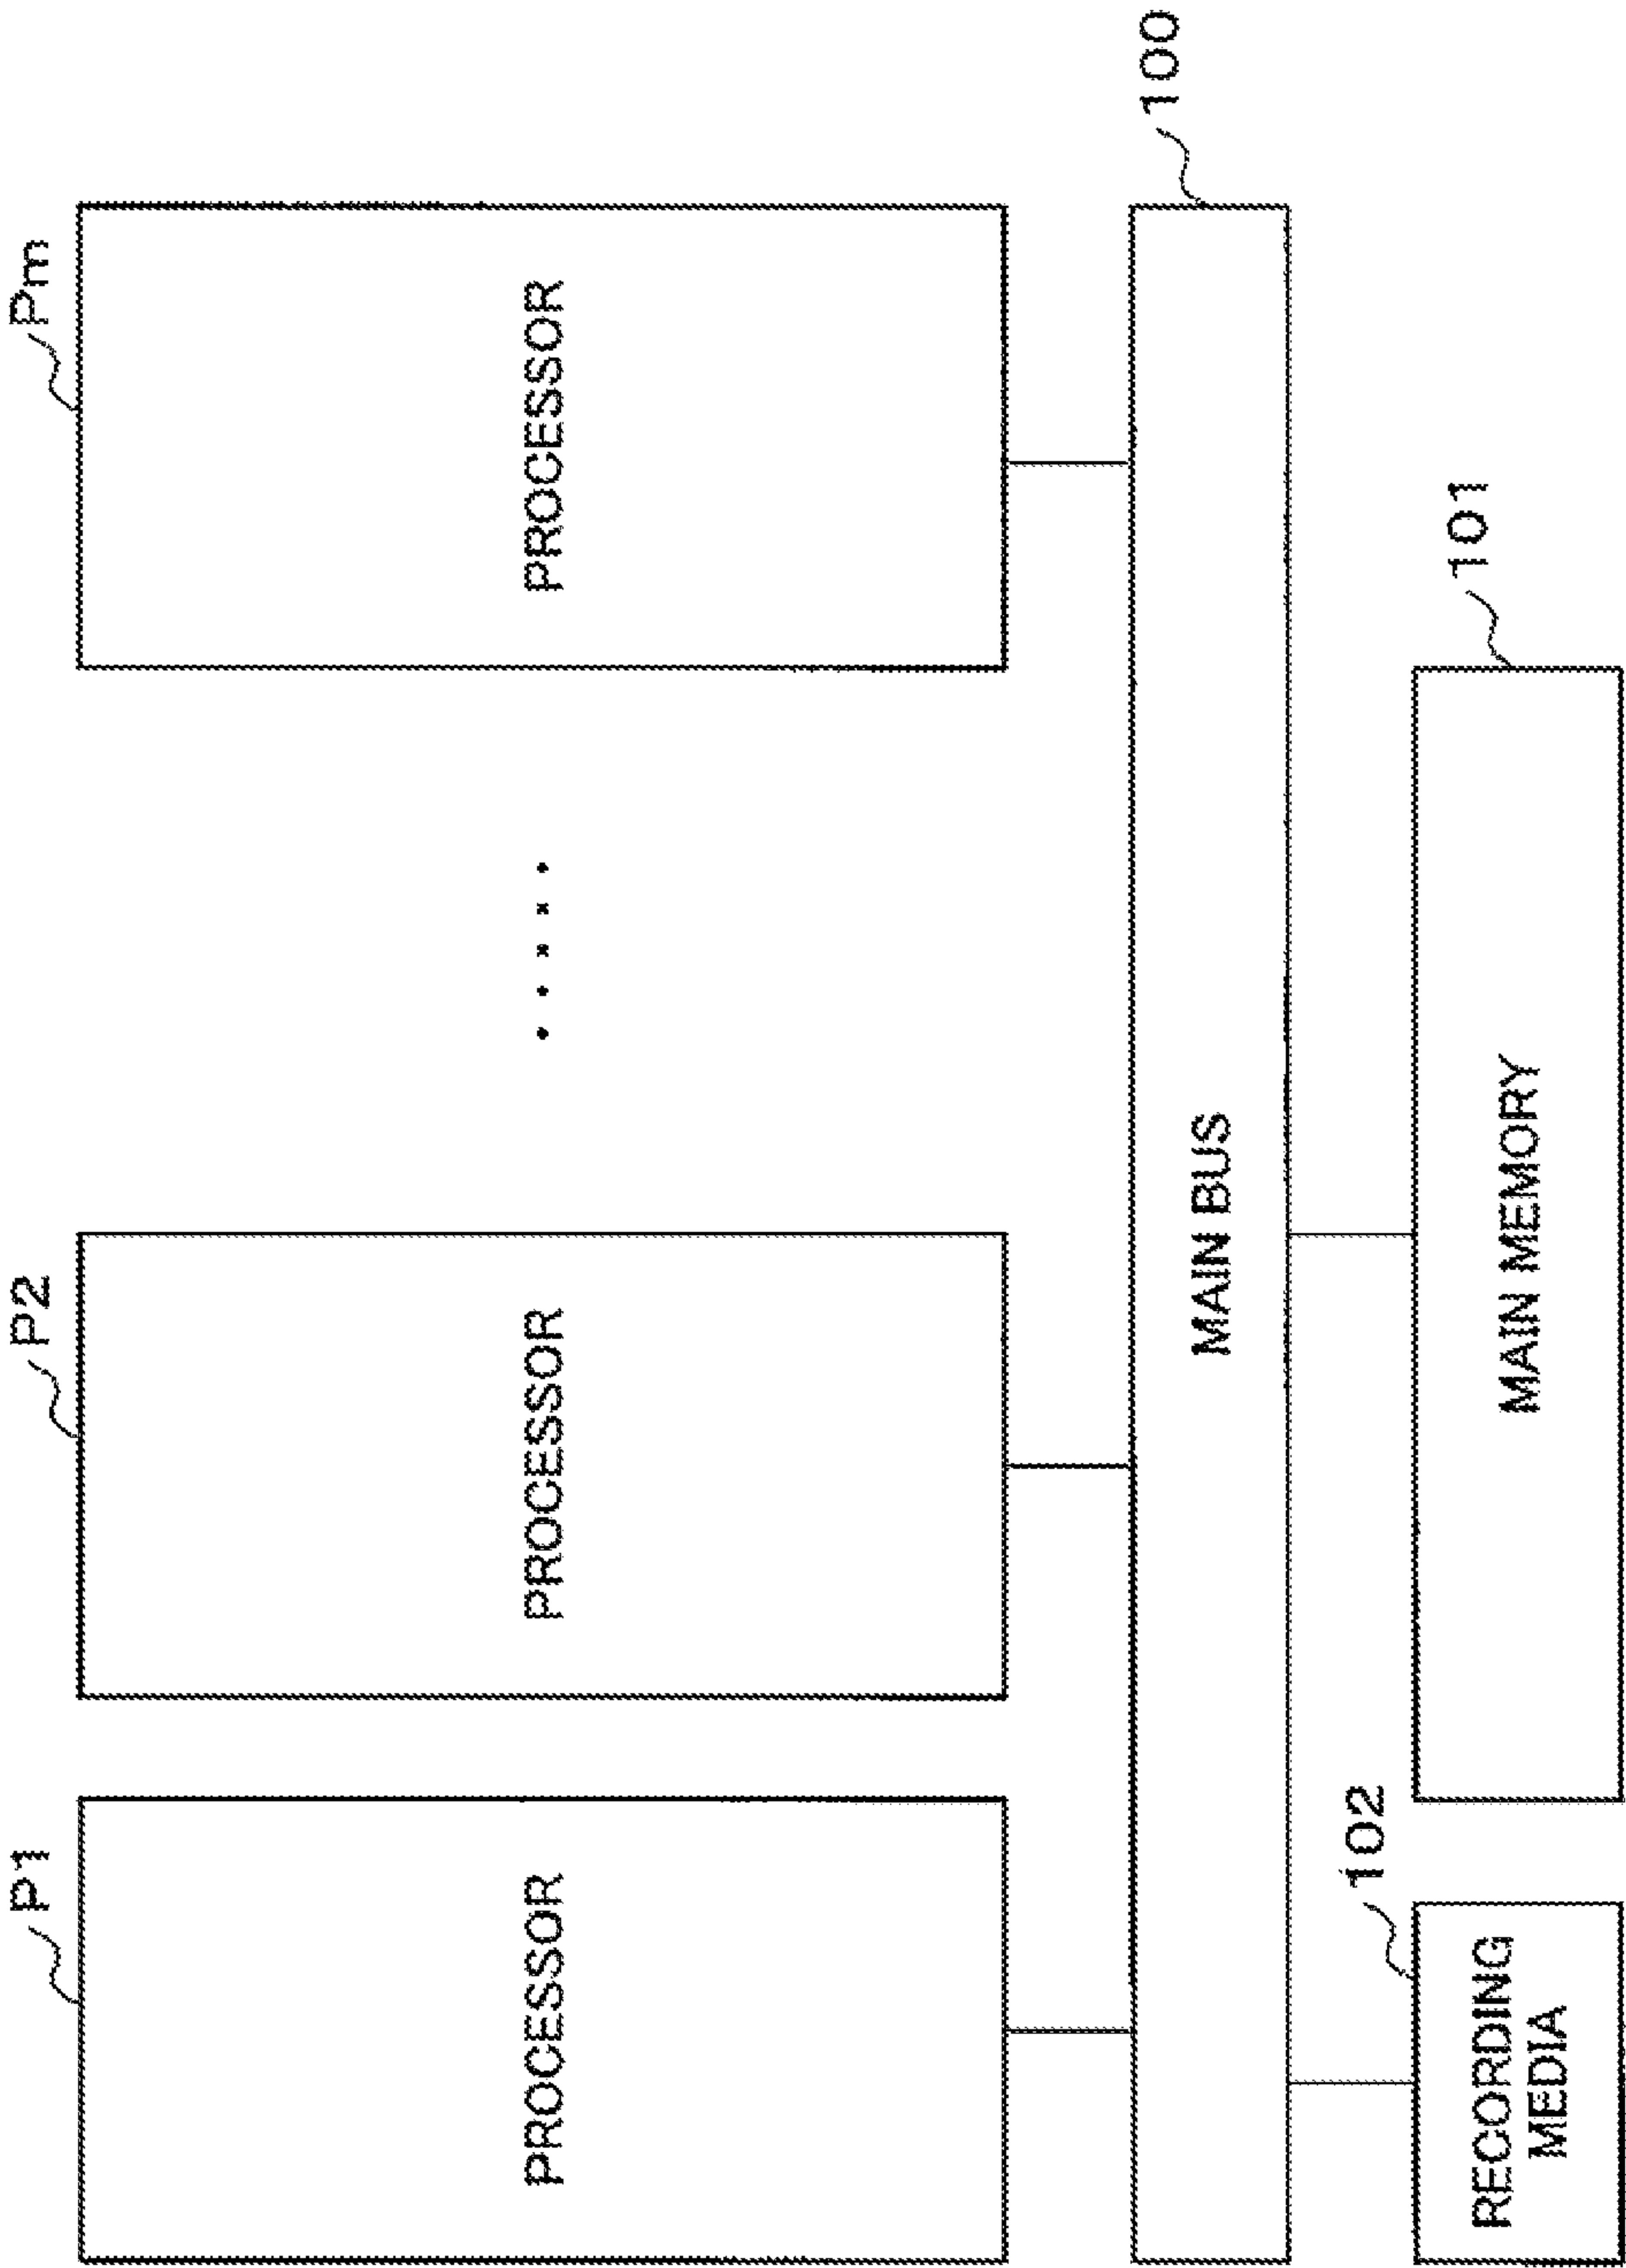 P1
P2
Pm
PROCESSOR
PROCESSOR
.....
PROCESSOR
100
MAIN BUS
102
101
RECORDING
MEDIA
MAIN MEMORY